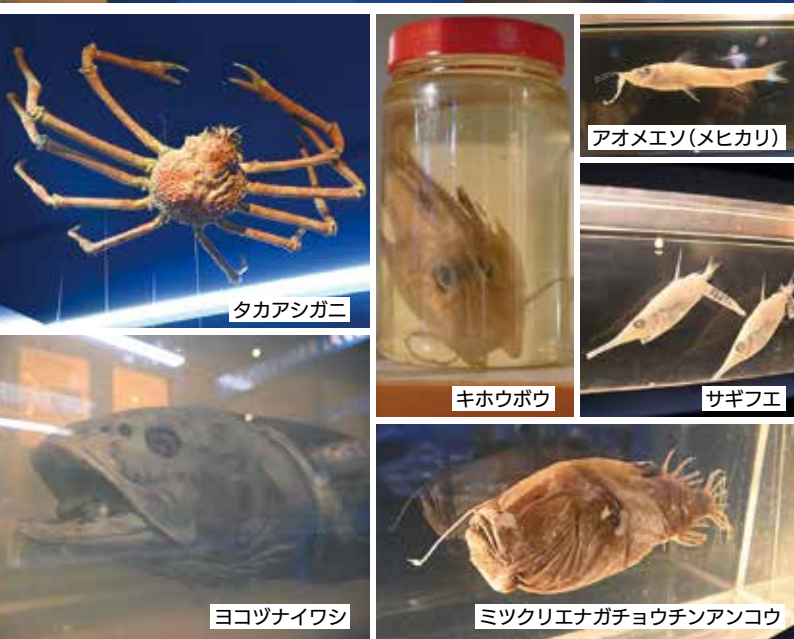 タカアシガニ
キホウボウ
アオメエソ(メヒカリ)
サギフエ
ヨコヅナイワシ
ミツクリエナガチョウチンアンコウ